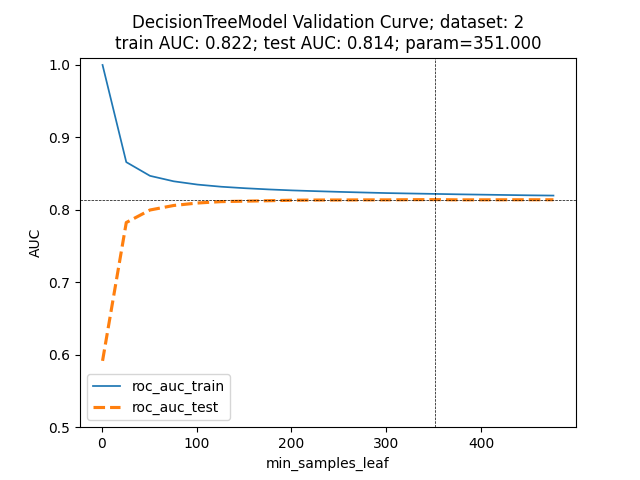 DecisionTreeModel Validation Curve; dataset: 2
train AUC: 0.822; test AUC: 0.814; param=351.000
1.0
0.9
0.8
0.7
0.6
0.5
AUC
roc_auc_train
roc_auc_test
0
100
200
300
400
min_samples_leaf